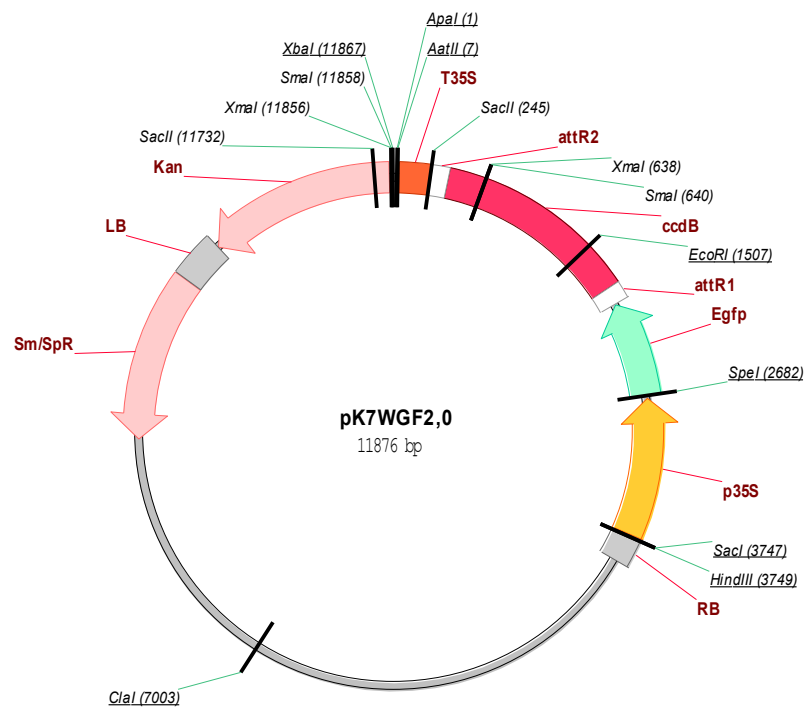 ApaI (1)
XbaI (11867)
AatII (7)
SmaI (11858)
T35S
XmaI (11856)
SacII (245)
SacII (11732)
attR2
Kan
XmaI (638)
SmaI (640)
LB
ccdB
EcoRI (1507)
attR1
Egfp
Sm/SpR
SpeI (2682)
pK7WGF2,0
11876 bp
p35S
SacI (3747)
HindIII (3749)
RB
ClaI (7003)